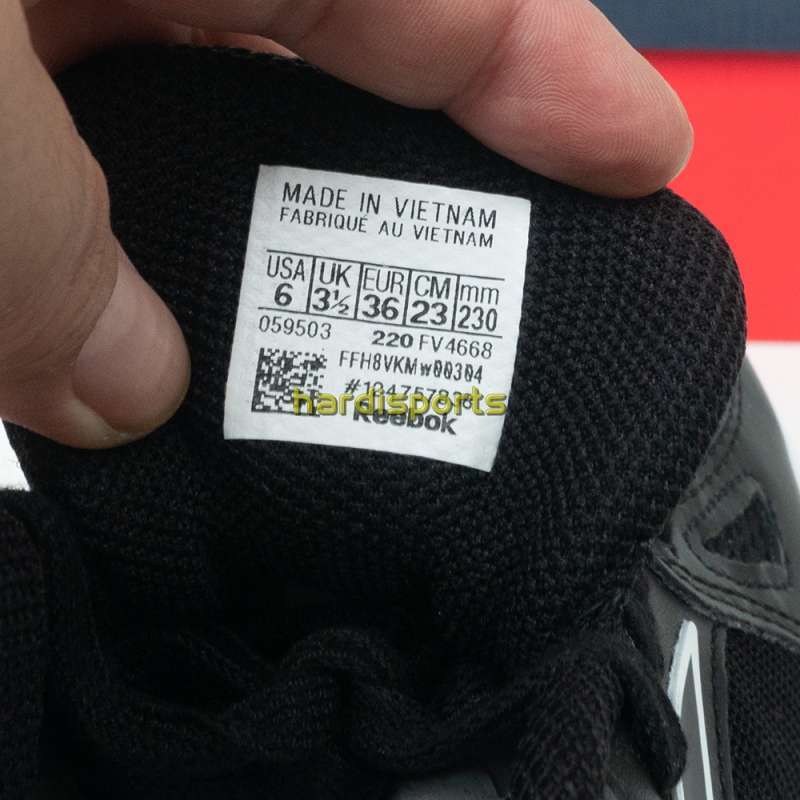 MADE IN VIETNAM
FABRIQUÉ AU VIETNAM
USA UK EUR CM mm
6 3½ 36 23 230
059503 220 FV4668
FFH8VKMw00304
hardisports
Reebok